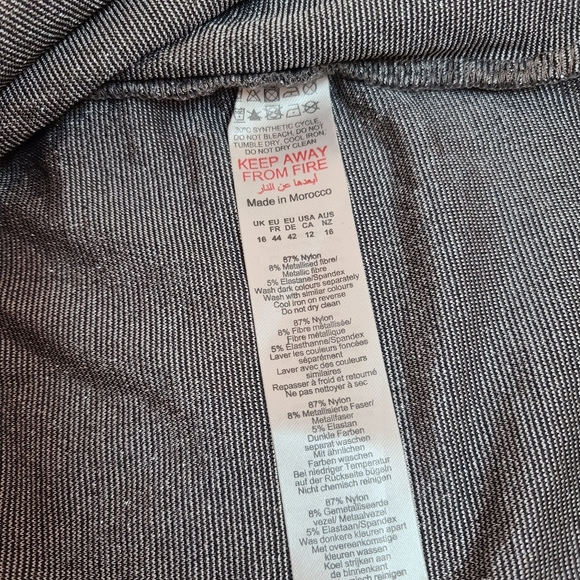 30°C SYNTHETIC CYCLE,
DO NOT BLEACH, DO NOT
TUMBLE DRY, COOL IRON,
DO NOT DRY CLEAN
KEEP AWAY
FROM FIRE
أبعدها عن النار
Made in Morocco
UK EU EU USA AUS
FR DE CA NZ
16 44 42 12 16
87% Nylon
8% Metallised fibre/
Metallic fibre
5% Elastane/Spandex
Wash dark colours separately
Wash with similar colours
Cool iron on reverse
Do not dry clean
87% Nylon
8% Fibre métallisée/
Fibre métallique
5% Élasthanne/Spandex
Laver les couleurs foncées
séparément
Laver avec des couleurs
similaires
Repasser à froid et retourné
Ne pas nettoyer à sec
87% Nylon
8% Metallisierte Faser/
Metallfaser
5% Elastan
Dunkle Farben
separat waschen
Mit ähnlichen
Farben waschen
Bei niedriger Temperatur
auf der Rückseite bügeln
Nicht chemisch reinigen
87% Nylon
8% Gemetalliseerde
vezel/ Metaalvezel
5% Elastaan/Spandex
Was donkere kleuren apart
Met overeenkomstige
kleuren wassen
Koel strijken aan
de binnenkant